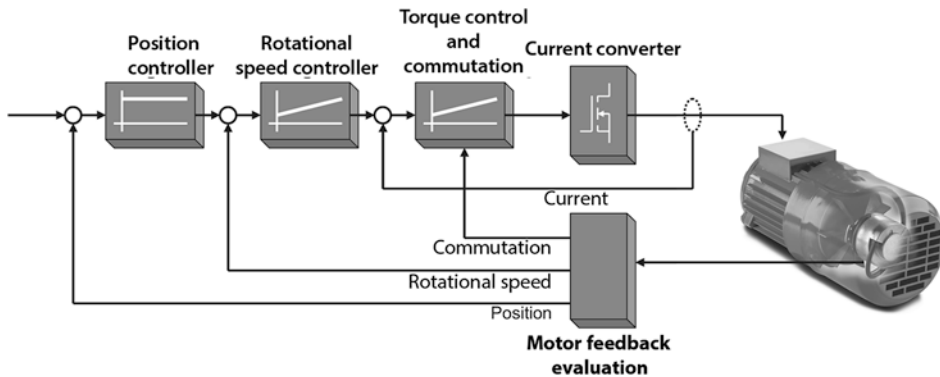 Position
controller
Rotational
speed controller
Torque control
and
commutation
Current converter
Current
Commutation
Rotational speed
Position
Motor feedback
evaluation